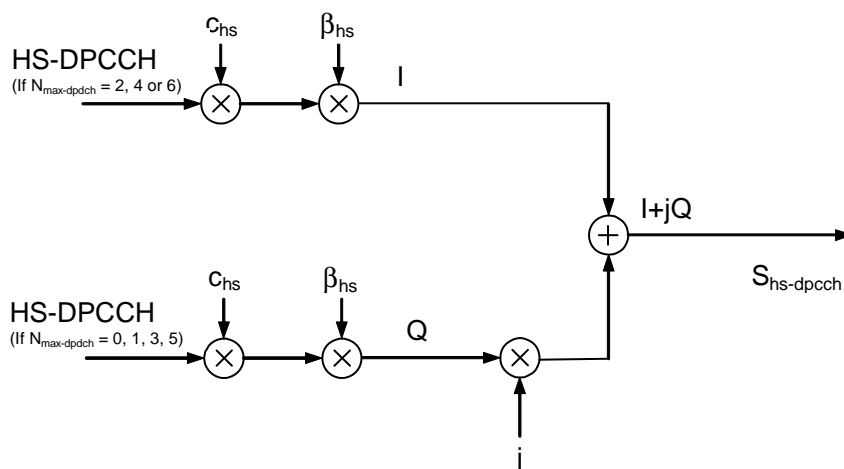 c_hs
β_hs
HS-DPCCH
(If N_max-dpdch = 2, 4 or 6)
I
I+jQ
S_hs-dpcch
c_hs
β_hs
HS-DPCCH
(If N_max-dpdch = 0, 1, 3, 5)
Q
j